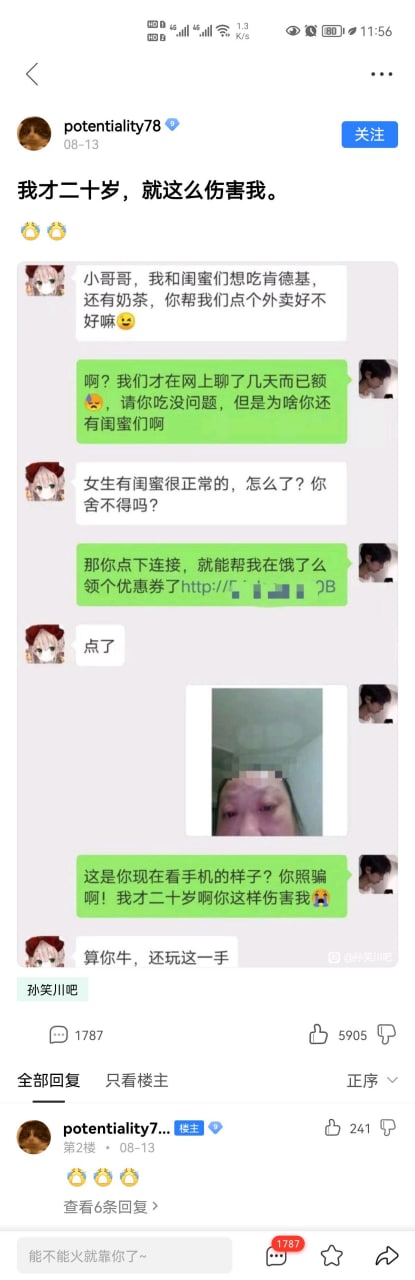 HD 1 4G 4G 1.3 K/s 80 11:56
HD 2
potentiality78 9
08-13
关注
我才二十岁，就这么伤害我。
小哥哥，我和闺蜜们想吃肯德基，
还有奶茶，你帮我们点个外卖好不
好嘛
啊？我们才在网上聊了几天而已额
，请你吃没问题，但是为啥你还
有闺蜜们啊
女生有闺蜜很正常的，怎么了？你
舍不得吗？
那你点下连接，就能帮我在饿了么
领个优惠券了http://
点了
这是你现在看手机的样子？你照骗
啊！我才二十岁啊你这样伤害我
算你牛，还玩这一手
@孙笑川吧
孙笑川吧
1787
5905
全部回复
只看楼主
正序
potentiality7... 楼主 9
241
第2楼 · 08-13
查看6条回复
能不能火就靠你了~
1787